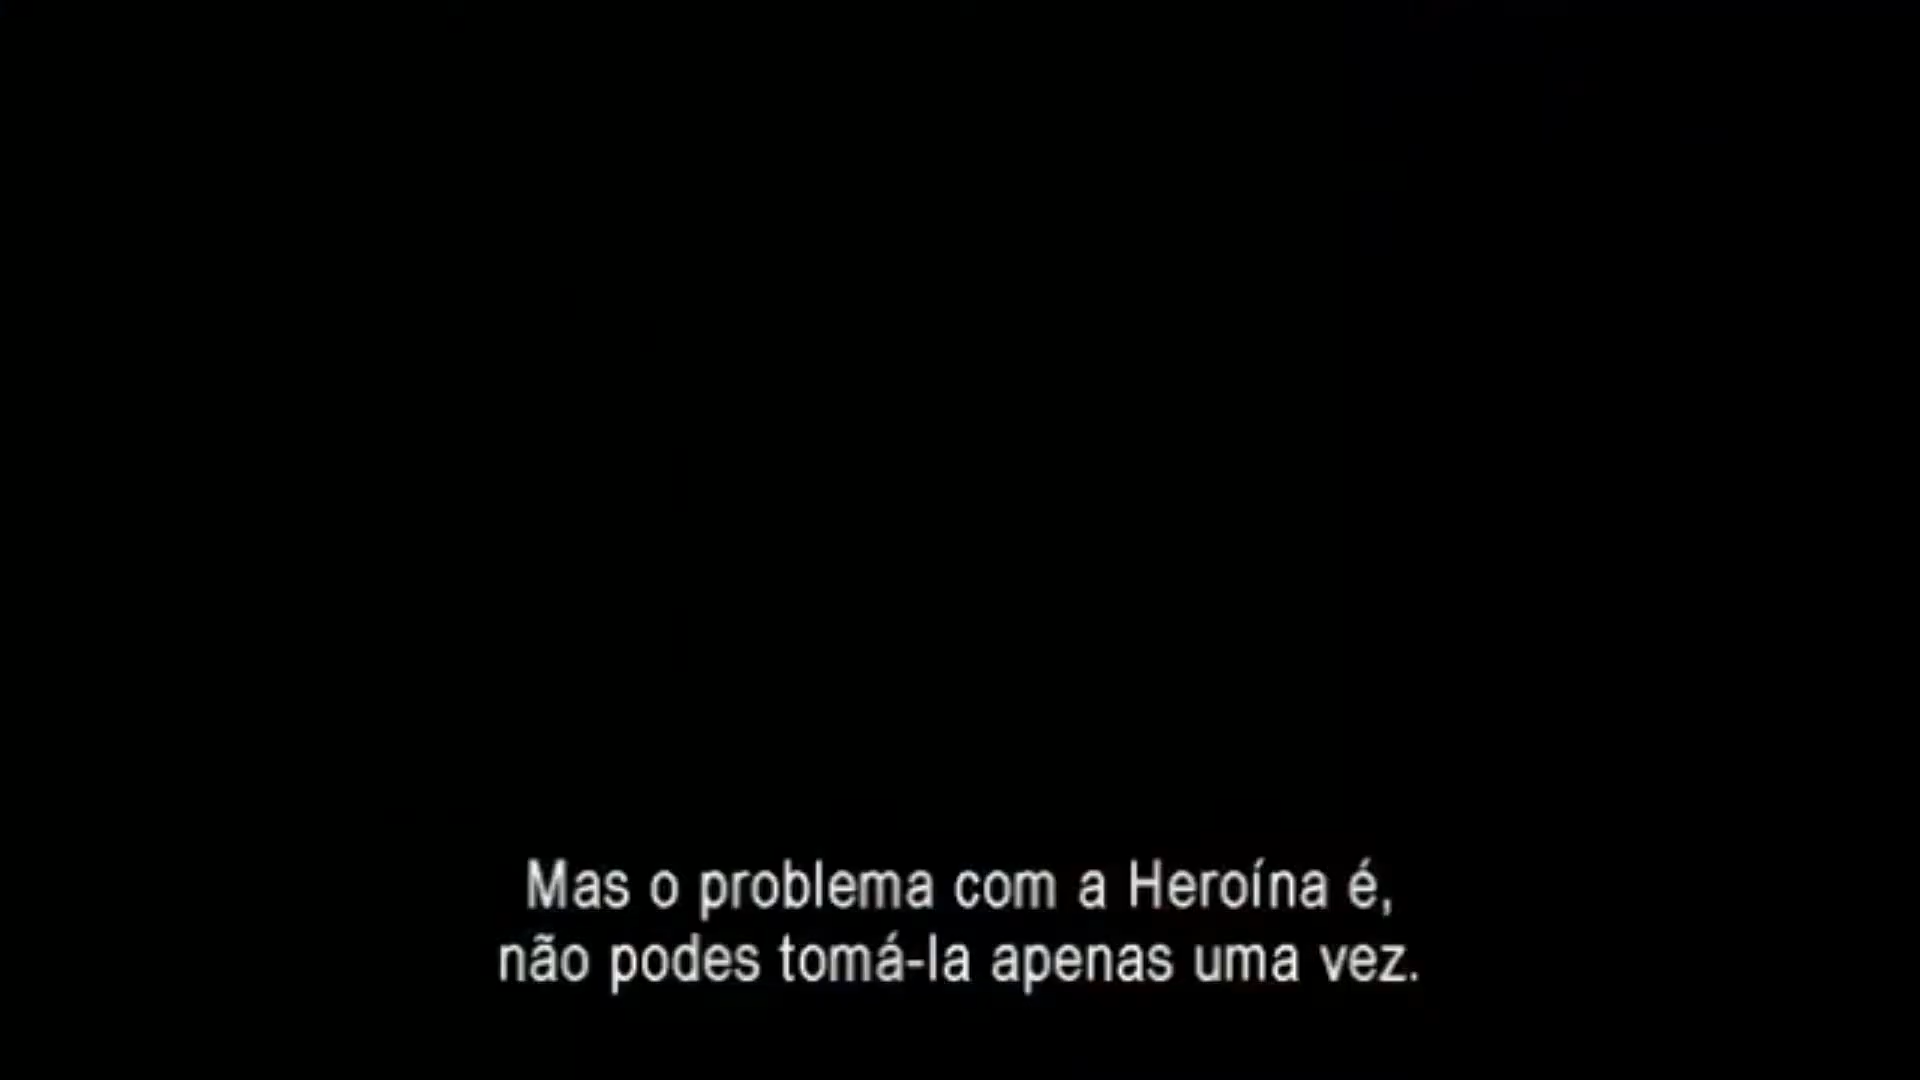 Mas o problema com a Heroína é,
não podes tomá-la apenas uma vez.